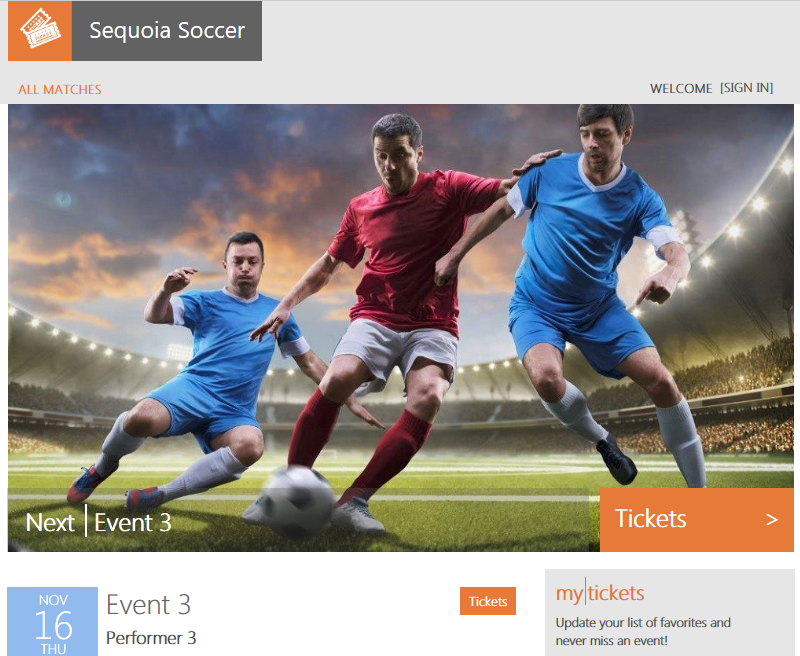 Sequoia Soccer
ALL MATCHES
WELCOME [SIGN IN]
Next | Event 3
Tickets >
NOV
16
THU
Event 3
Performer 3
Tickets
my|tickets
Update your list of favorites and
never miss an event!